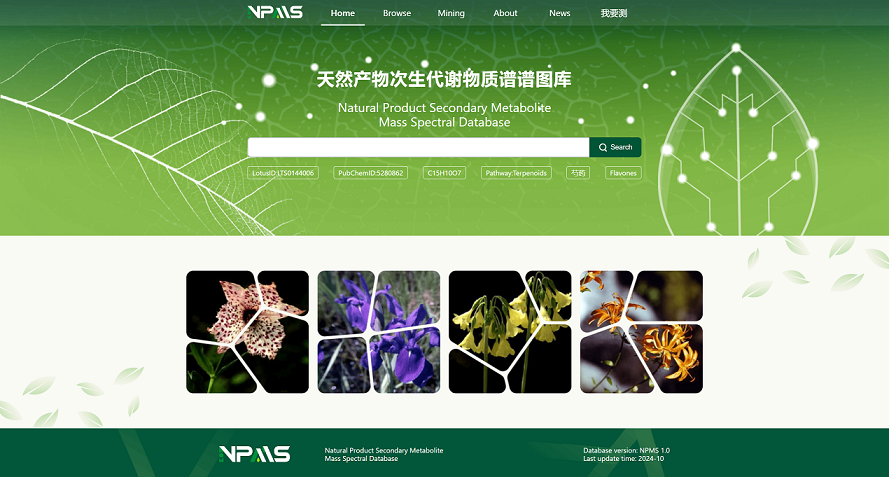 NPMS
Home
Browse
Mining
About
News
我要测
天然产物次生代谢物质谱谱图库
Natural Product Secondary Metabolite
Mass Spectral Database
Search
LotusID:LTS0144006
PubChemID:5280862
C15H10O7
Pathway:Terpenoids
芍药
Flavones
NPMS
Natural Product Secondary Metabolite
Mass Spectral Database
Database version: NPMS 1.0
Last update time: 2024-10